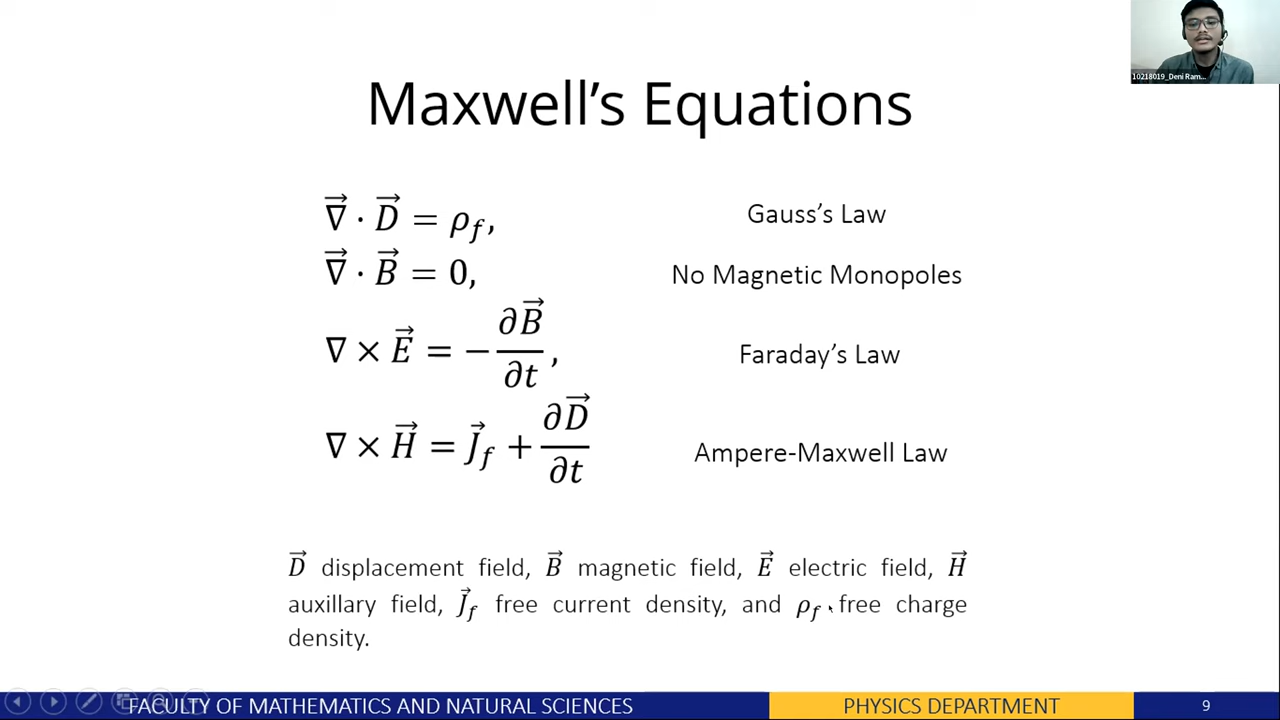 10218019_Deni Ram...
Maxwell’s Equations
∇⃗ · D⃗ = ρ_f, Gauss’s Law
∇⃗ · B⃗ = 0, No Magnetic Monopoles
∇ × E⃗ = −∂B⃗/∂t, Faraday’s Law
∇ × H⃗ = J⃗_f + ∂D⃗/∂t Ampere-Maxwell Law
D⃗ displacement field, B⃗ magnetic field, E⃗ electric field, H⃗
auxillary field, J⃗_f free current density, and ρ_f free charge
density.
FACULTY OF MATHEMATICS AND NATURAL SCIENCES PHYSICS DEPARTMENT 9